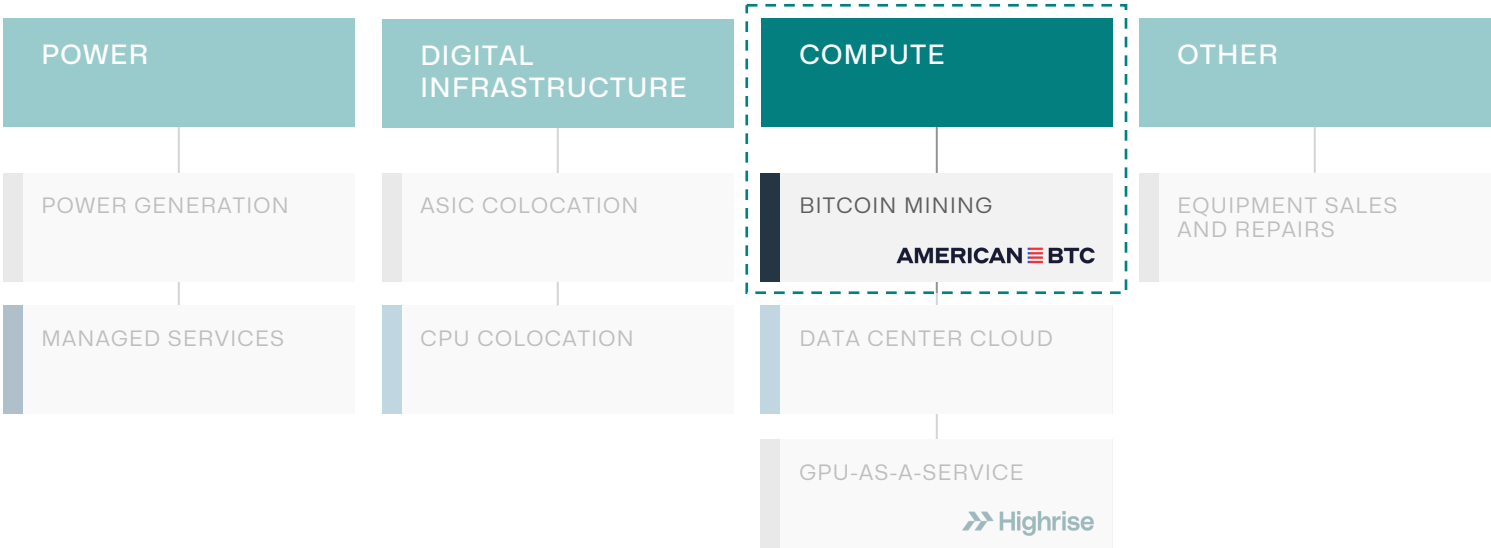 POWER
POWER GENERATION
MANAGED SERVICES
DIGITAL
INFRASTRUCTURE
ASIC COLOCATION
CPU COLOCATION
COMPUTE
BITCOIN MINING
AMERICAN BTC
DATA CENTER CLOUD
GPU-AS-A-SERVICE
Highrise
OTHER
EQUIPMENT SALES
AND REPAIRS